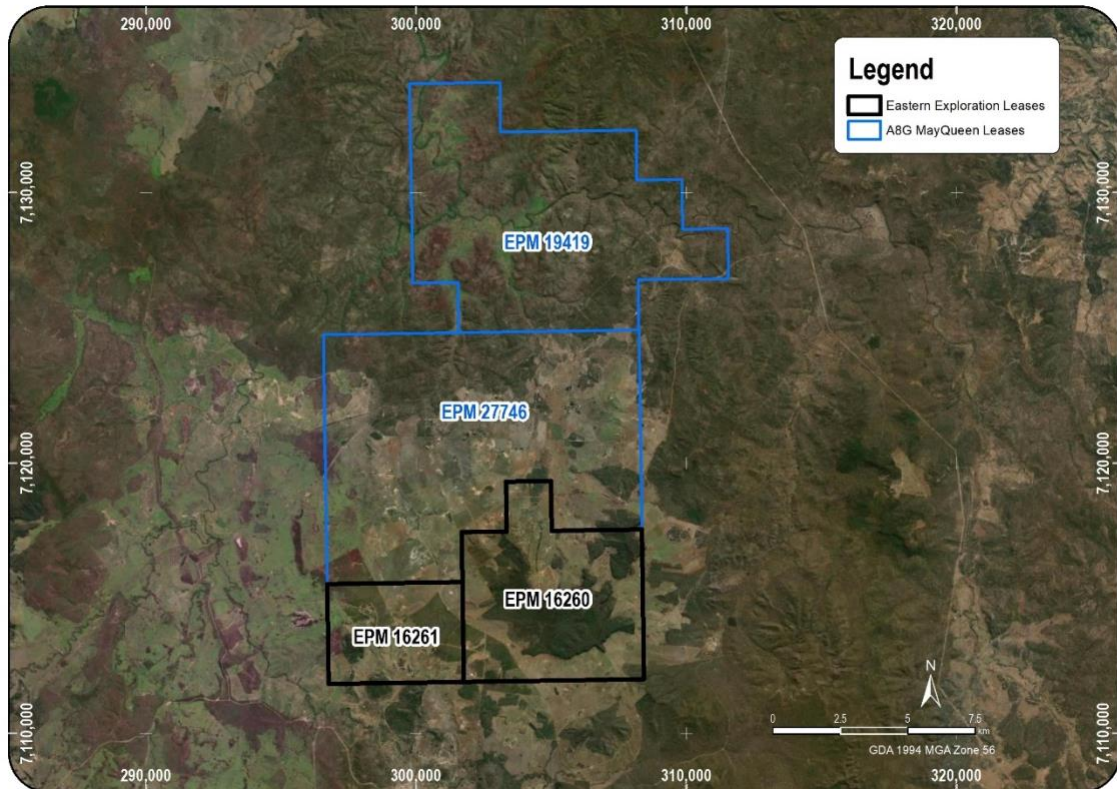 290,000
300,000
310,000
320,000
Legend
Eastern Exploration Leases
A8G MayQueen Leases
7,130,000
7,130,000
EPM 19419
EPM 27746
7,120,000
7,120,000
EPM 16260
EPM 16261
N
0 2.5 5 7.5
km
7,110,000
7,110,000
GDA 1994 MGA Zone 56
290,000
300,000
310,000
320,000